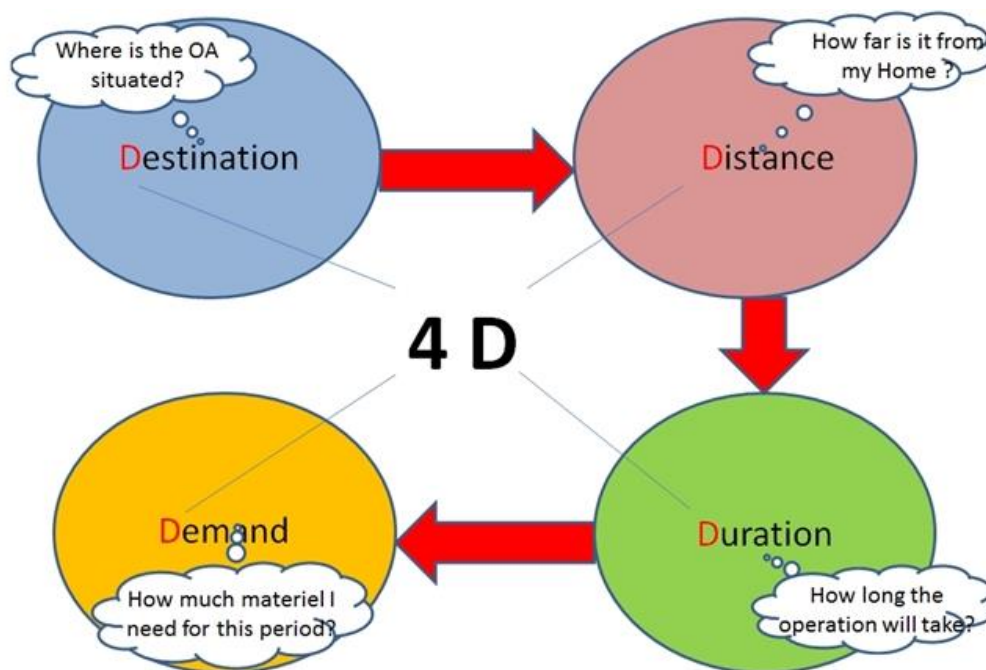 Where is the OA
situated?
Destination
How far is it from
my Home ?
Distance
4 D
Demand
How much materiel I
need for this period?
Duration
How long the
operation will take?